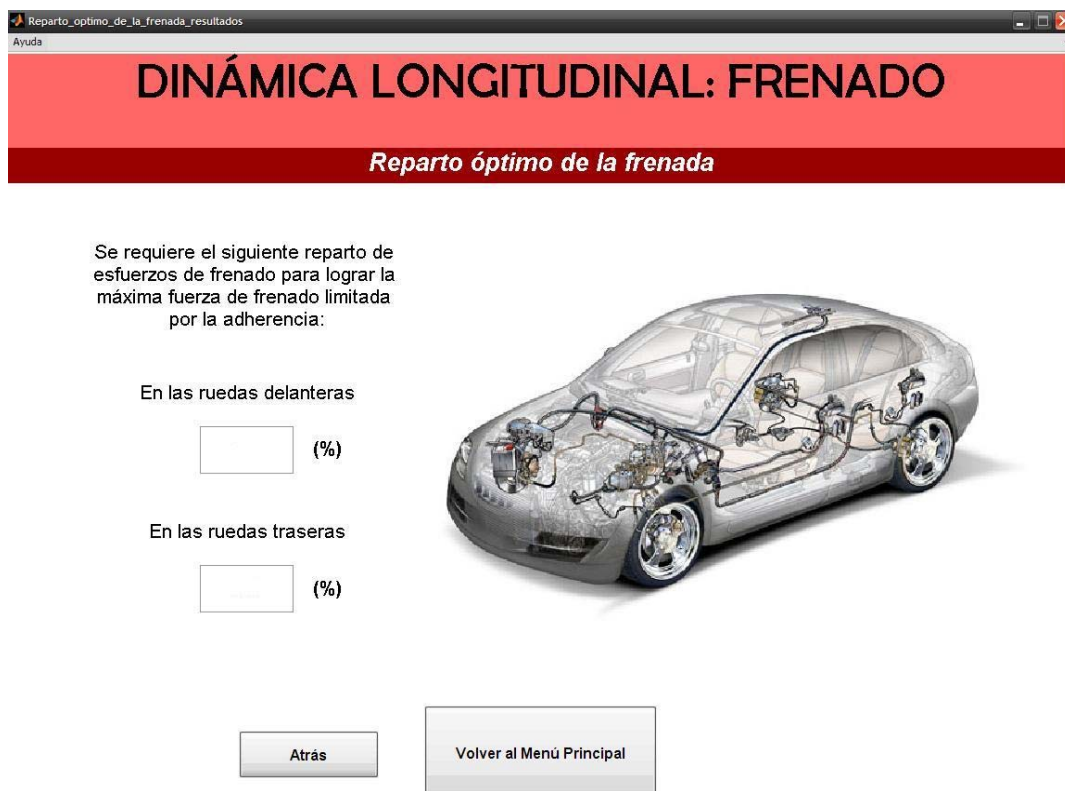 Reparto_optimo_de_la_frenada_resultados
Ayuda
DINÁMICA LONGITUDINAL: FRENADO
Reparto óptimo de la frenada
Se requiere el siguiente reparto de
esfuerzos de frenado para lograr la
máxima fuerza de frenado limitada
por la adherencia:
En las ruedas delanteras
(%)
En las ruedas traseras
(%)
Atrás
Volver al Menú Principal